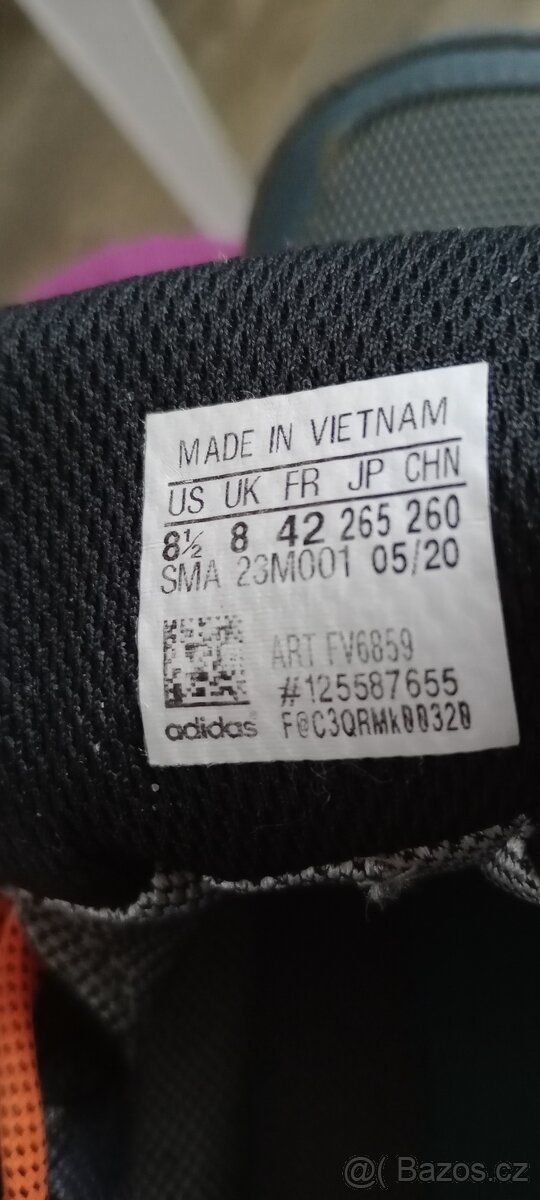 MADE IN VIETNAM
US UK FR JP CHN
8½ 8 42 265 260
SMA 23M001 05/20
ART FV6859
#125587655
adidas F@C3QRMk00320
@( Bazos.cz